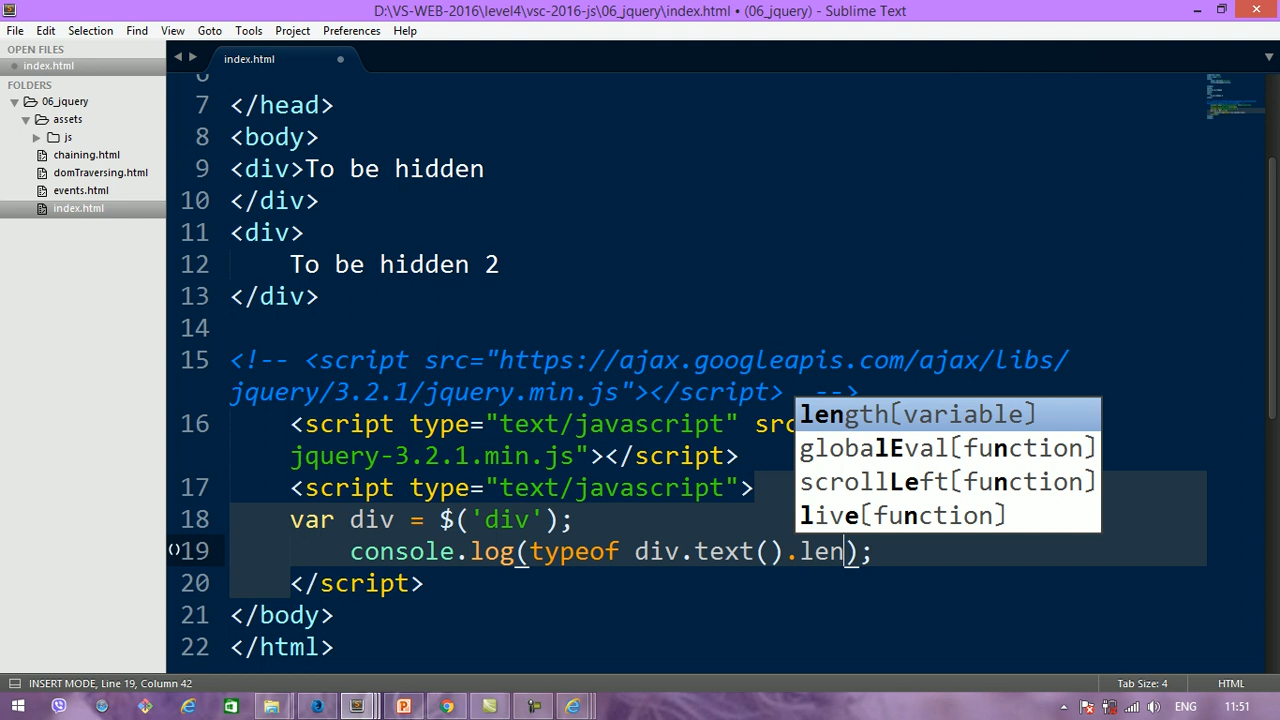 D:\VS-WEB-2016\level4\vsc-2016-js\06_jquery\index.html • (06_jquery) - Sublime Text
File Edit Selection Find View Goto Tools Project Preferences Help
OPEN FILES
index.html
FOLDERS
06_jquery
assets
js
chaining.html
domTraversing.html
events.html
index.html
index.html
6
7 </head>
8 <body>
9 <div>To be hidden
10 </div>
11 <div>
12 To be hidden 2
13 </div>
14
15 <!-- <script src="https://ajax.googleapis.com/ajax/libs/
jquery/3.2.1/jquery.min.js"></script> -->
16 <script type="text/javascript" src
jquery-3.2.1.min.js"></script>
17 <script type="text/javascript">
18 var div = $('div');
19 console.log(typeof div.text().len);
20 </script>
21 </body>
22 </html>
length[variable]
globalEval[function]
scrollLeft[function]
live[function]
INSERT MODE, Line 19, Column 42
Tab Size: 4
HTML
ENG
11:51